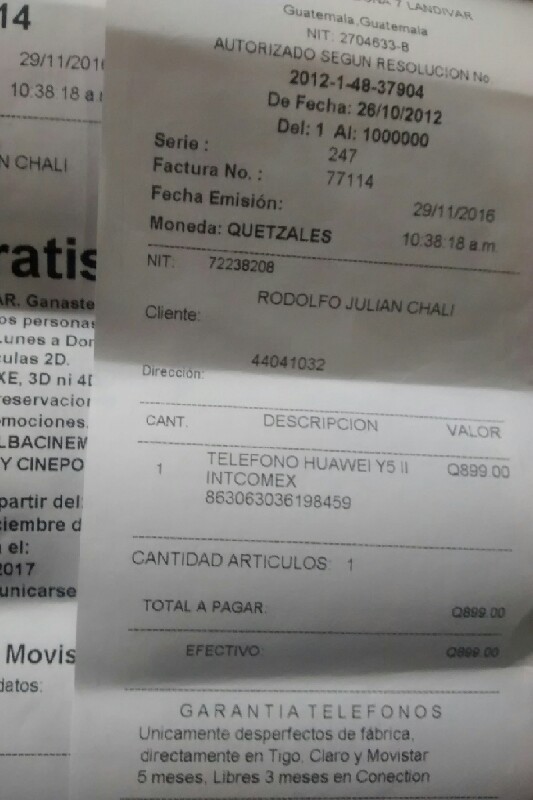 7 LANDIVAR
Guatemala,Guatemala
NIT: 2704633-B
AUTORIZADO SEGUN RESOLUCION No.
2012-1-48-37904
De Fecha: 26/10/2012
Del: 1 Al: 1000000
Serie : 247
Factura No. : 77114
Fecha Emisión: 29/11/2016
Moneda: QUETZALES 10:38:18 a.m.
NIT: 72238208
RODOLFO JULIAN CHALI
Cliente:
44041032
Dirección:
CANT. DESCRIPCION VALOR
1 TELEFONO HUAWEI Y5 II Q899.00
INTCOMEX
863063036198459
CANTIDAD ARTICULOS: 1
TOTAL A PAGAR: Q899.00
EFECTIVO: Q899.00
GARANTIA TELEFONOS
Unicamente desperfectos de fábrica,
directamente en Tigo, Claro y Movistar
5 meses, Libres 3 meses en Conection
14
29/11/2016
10:38:18 a.m
N CHALI
ratis
AR. Ganaste
os personas
Lunes a Dom
culas 2D.
XE, 3D ni 4D
reservacion
mociones.
LBACINEM
Y CINEPO
partir del:
ciembre d
n el:
2017
unicarse
Movis
datos: